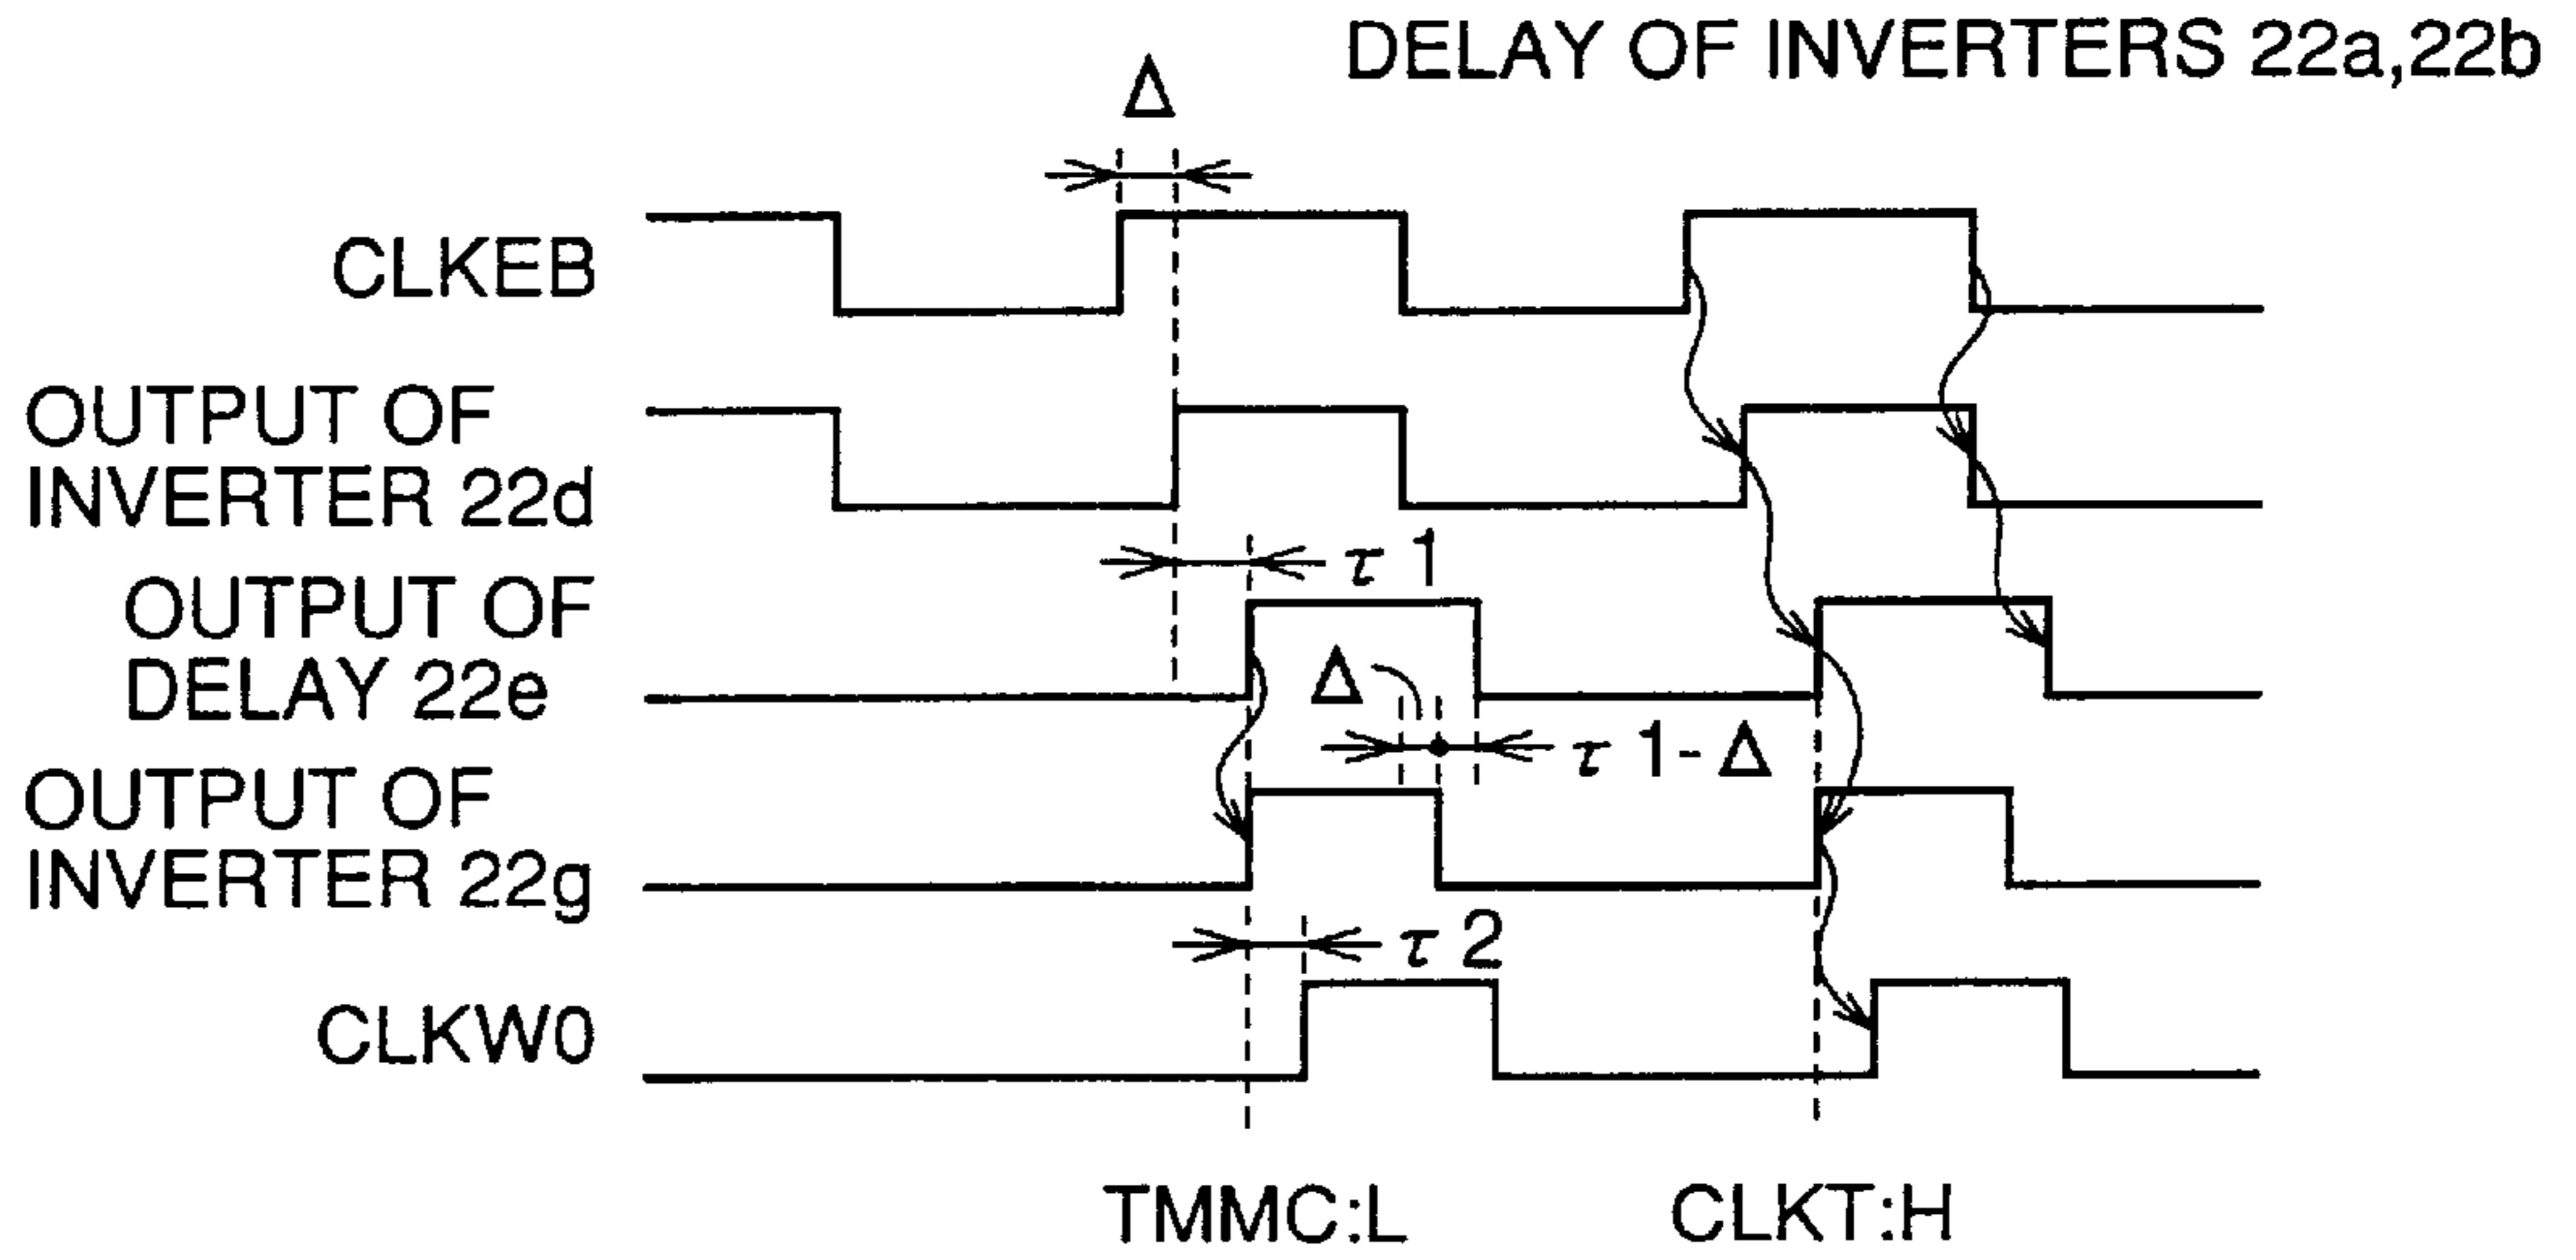 DELAY OF INVERTERS 22a,22b
Δ
CLKEB
OUTPUT OF
INVERTER 22d
τ 1
OUTPUT OF
DELAY 22e
Δ
τ 1-Δ
OUTPUT OF
INVERTER 22g
τ 2
CLKW0
TMMC:L
CLKT:H